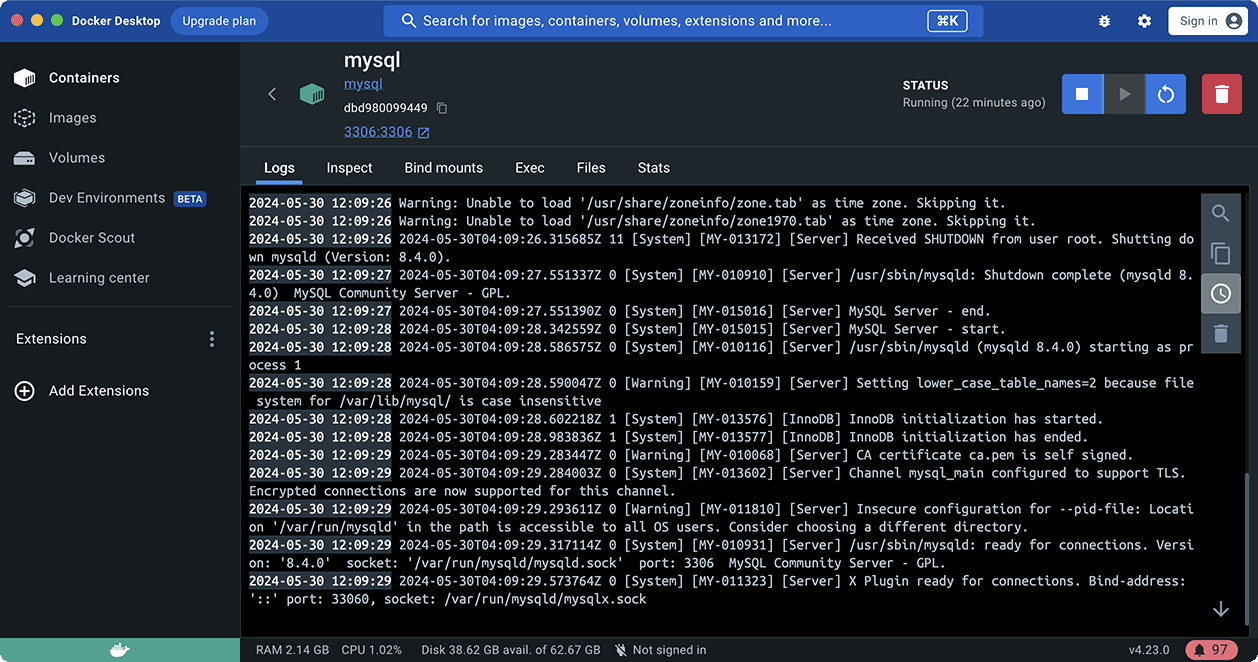 Docker Desktop
Upgrade plan
Search for images, containers, volumes, extensions and more...
⌘K
Sign in
Containers
Images
Volumes
Dev Environments BETA
Docker Scout
Learning center
Extensions
Add Extensions
mysql
mysql
dbd980099449
3306:3306
STATUS
Running (22 minutes ago)
Logs
Inspect
Bind mounts
Exec
Files
Stats
2024-05-30 12:09:26 Warning: Unable to load '/usr/share/zoneinfo/zone.tab' as time zone. Skipping it.
2024-05-30 12:09:26 Warning: Unable to load '/usr/share/zoneinfo/zone1970.tab' as time zone. Skipping it.
2024-05-30 12:09:26 2024-05-30T04:09:26.315685Z 11 [System] [MY-013172] [Server] Received SHUTDOWN from user root. Shutting do
wn mysqld (Version: 8.4.0).
2024-05-30 12:09:27 2024-05-30T04:09:27.551337Z 0 [System] [MY-010910] [Server] /usr/sbin/mysqld: Shutdown complete (mysqld 8.
4.0)  MySQL Community Server - GPL.
2024-05-30 12:09:27 2024-05-30T04:09:27.551390Z 0 [System] [MY-015016] [Server] MySQL Server - end.
2024-05-30 12:09:28 2024-05-30T04:09:28.342559Z 0 [System] [MY-015015] [Server] MySQL Server - start.
2024-05-30 12:09:28 2024-05-30T04:09:28.586575Z 0 [System] [MY-010116] [Server] /usr/sbin/mysqld (mysqld 8.4.0) starting as pr
ocess 1
2024-05-30 12:09:28 2024-05-30T04:09:28.590047Z 0 [Warning] [MY-010159] [Server] Setting lower_case_table_names=2 because file
system for /var/lib/mysql/ is case insensitive
2024-05-30 12:09:28 2024-05-30T04:09:28.602218Z 1 [System] [MY-013576] [InnoDB] InnoDB initialization has started.
2024-05-30 12:09:28 2024-05-30T04:09:28.983836Z 1 [System] [MY-013577] [InnoDB] InnoDB initialization has ended.
2024-05-30 12:09:29 2024-05-30T04:09:29.283447Z 0 [Warning] [MY-010068] [Server] CA certificate ca.pem is self signed.
2024-05-30 12:09:29 2024-05-30T04:09:29.284003Z 0 [System] [MY-013602] [Server] Channel mysql_main configured to support TLS.
Encrypted connections are now supported for this channel.
2024-05-30 12:09:29 2024-05-30T04:09:29.293611Z 0 [Warning] [MY-011810] [Server] Insecure configuration for --pid-file: Locati
on '/var/run/mysqld' in the path is accessible to all OS users. Consider choosing a different directory.
2024-05-30 12:09:29 2024-05-30T04:09:29.317114Z 0 [System] [MY-010931] [Server] /usr/sbin/mysqld: ready for connections. Versi
on: '8.4.0'  socket: '/var/run/mysqld/mysqld.sock'  port: 3306  MySQL Community Server - GPL.
2024-05-30 12:09:29 2024-05-30T04:09:29.573764Z 0 [System] [MY-011323] [Server] X Plugin ready for connections. Bind-address:
'::' port: 33060, socket: /var/run/mysqld/mysqlx.sock
RAM 2.14 GB
CPU 1.02%
Disk 38.62 GB avail. of 62.67 GB
Not signed in
v4.23.0
97